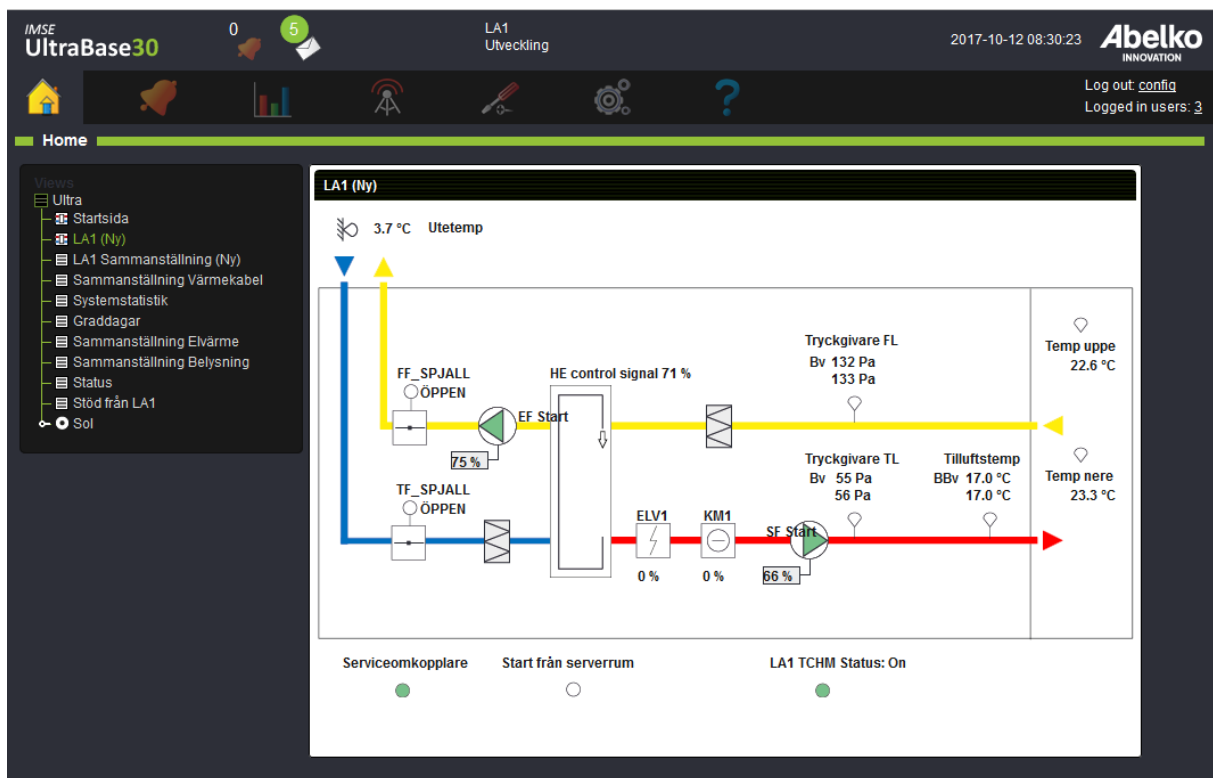 IMSE
UltraBase30
0
5
LA1
Utveckling
2017-10-12 08:30:23
Abelko
INNOVATION
Log out: config
Logged in users: 3
Home
Views
Ultra
Startsida
LA1 (Ny)
LA1 Sammanställning (Ny)
Sammanställning Värmekabel
Systemstatistik
Graddagar
Sammanställning Elvärme
Sammanställning Belysning
Status
Stöd från LA1
Sol
LA1 (Ny)
3.7 °C Utetemp
Tryckgivare FL
Bv 132 Pa
133 Pa
Temp uppe
22.6 °C
FF_SPJALL
ÖPPEN
HE control signal 71 %
EF Start
75 %
Tryckgivare TL
Bv 55 Pa
56 Pa
Tilluftstemp
BBv 17.0 °C
17.0 °C
Temp nere
23.3 °C
TF_SPJALL
ÖPPEN
ELV1
KM1
SF Start
0 %
0 %
66 %
Serviceomkopplare
Start från serverrum
LA1 TCHM Status: On